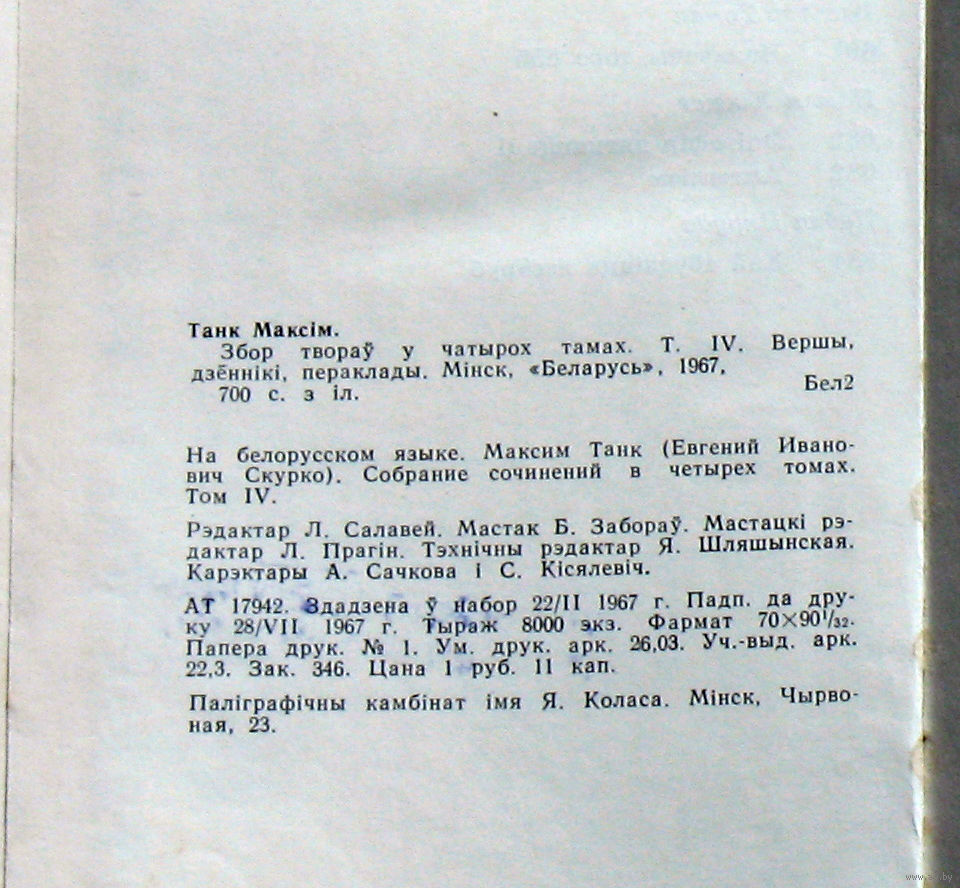 Танк Максім.
Збор твораў у чатырох тамах. Т. IV. Вершы,
дзённікі, пераклады. Мінск, «Беларусь», 1967,
700 с. з іл. Бел2
На белорусском языке. Максим Танк (Евгений Ивано-
вич Скурко). Собрание сочинений в четырех томах.
Том IV.
Рэдактар Л. Салавей. Мастак Б. Забораў. Мастацкі рэ-
дактар Л. Прагін. Тэхнічны рэдактар Я. Шляшынская.
Карэктары А. Сачкова і С. Кісялевіч.
АТ 17942. Здадзена ў набор 22/II 1967 г. Падп. да дру-
ку 28/VII 1967 г. Тыраж 8000 экз. Фармат 70×90¹/₃₂.
Папера друк. № 1. Ум. друк. арк. 26,03. Уч.-выд. арк.
22,3. Зак. 346. Цана 1 руб. 11 кап.
Паліграфічны камбінат імя Я. Коласа. Мінск, Чырво-
ная, 23.